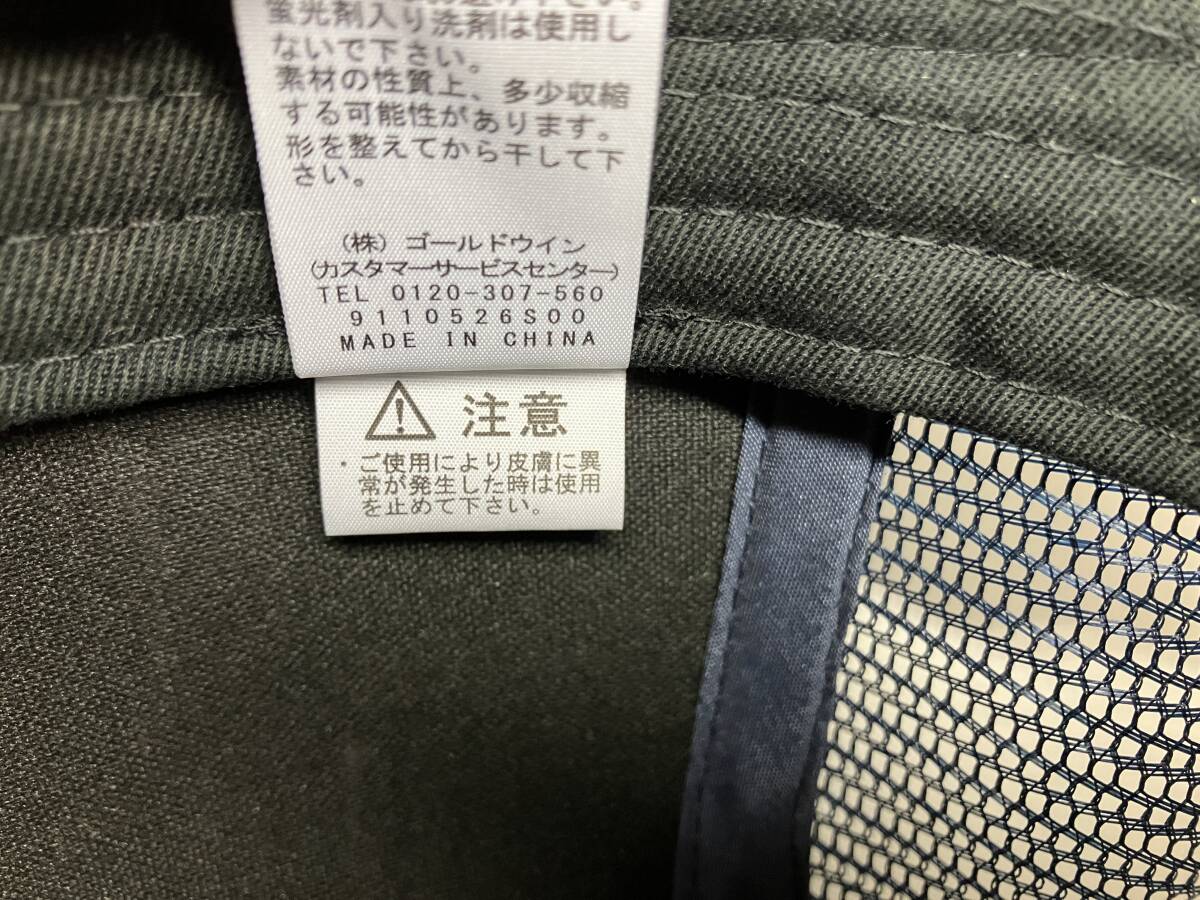 蛍光剤入り洗剤は使用し
ないで下さい。
素材の性質上、多少収縮
する可能性があります。
形を整えてから干して下
さい。
(株)ゴールドウイン
(カスタマーサービスセンター)
TEL 0120-307-560
9110526S00
MADE IN CHINA
注意
・ご使用により皮膚に異
常が発生した時は使用
を止めて下さい。